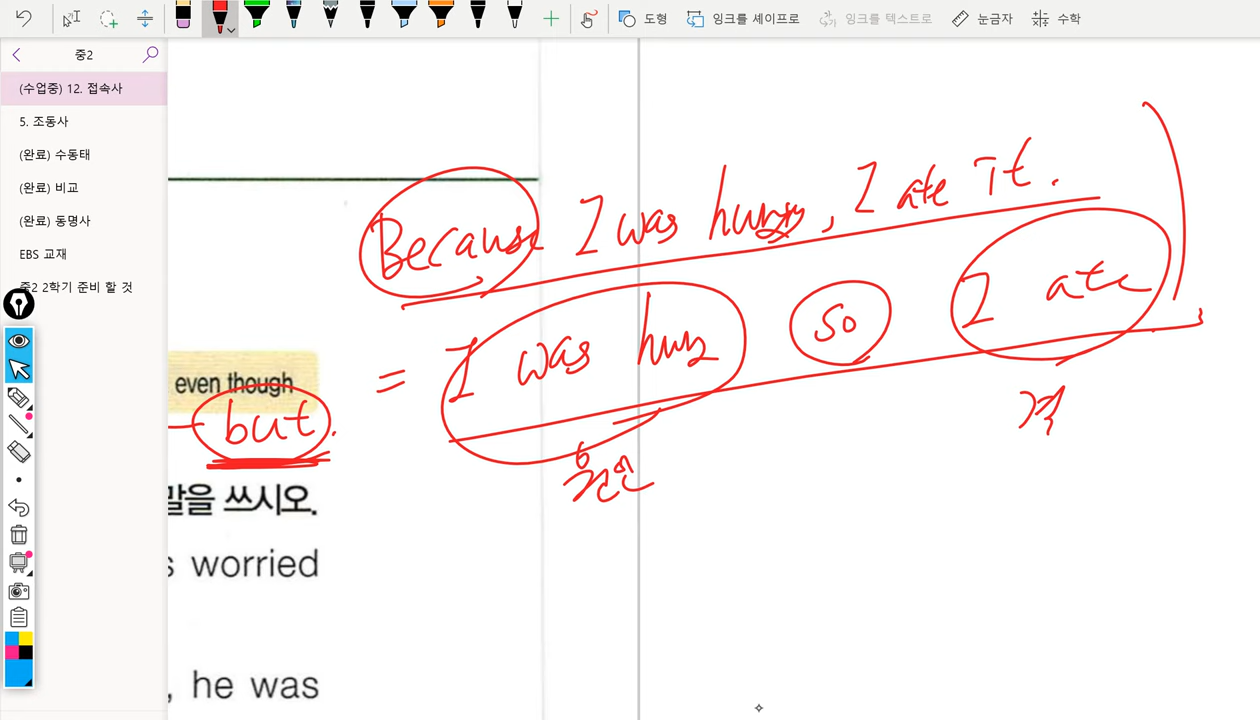 도형
잉크를 셰이프로
잉크를 텍스트로
눈금자
수학
중2
(수업중) 12. 접속사
5. 조동사
(완료) 수동태
(완료) 비교
(완료) 동명사
EBS 교재
중2 2학기 준비 할 것
Because I was hungry, I ate it.
= I was hun so I ate
원인
even though
but.
말을 쓰시오.
s worried
, he was